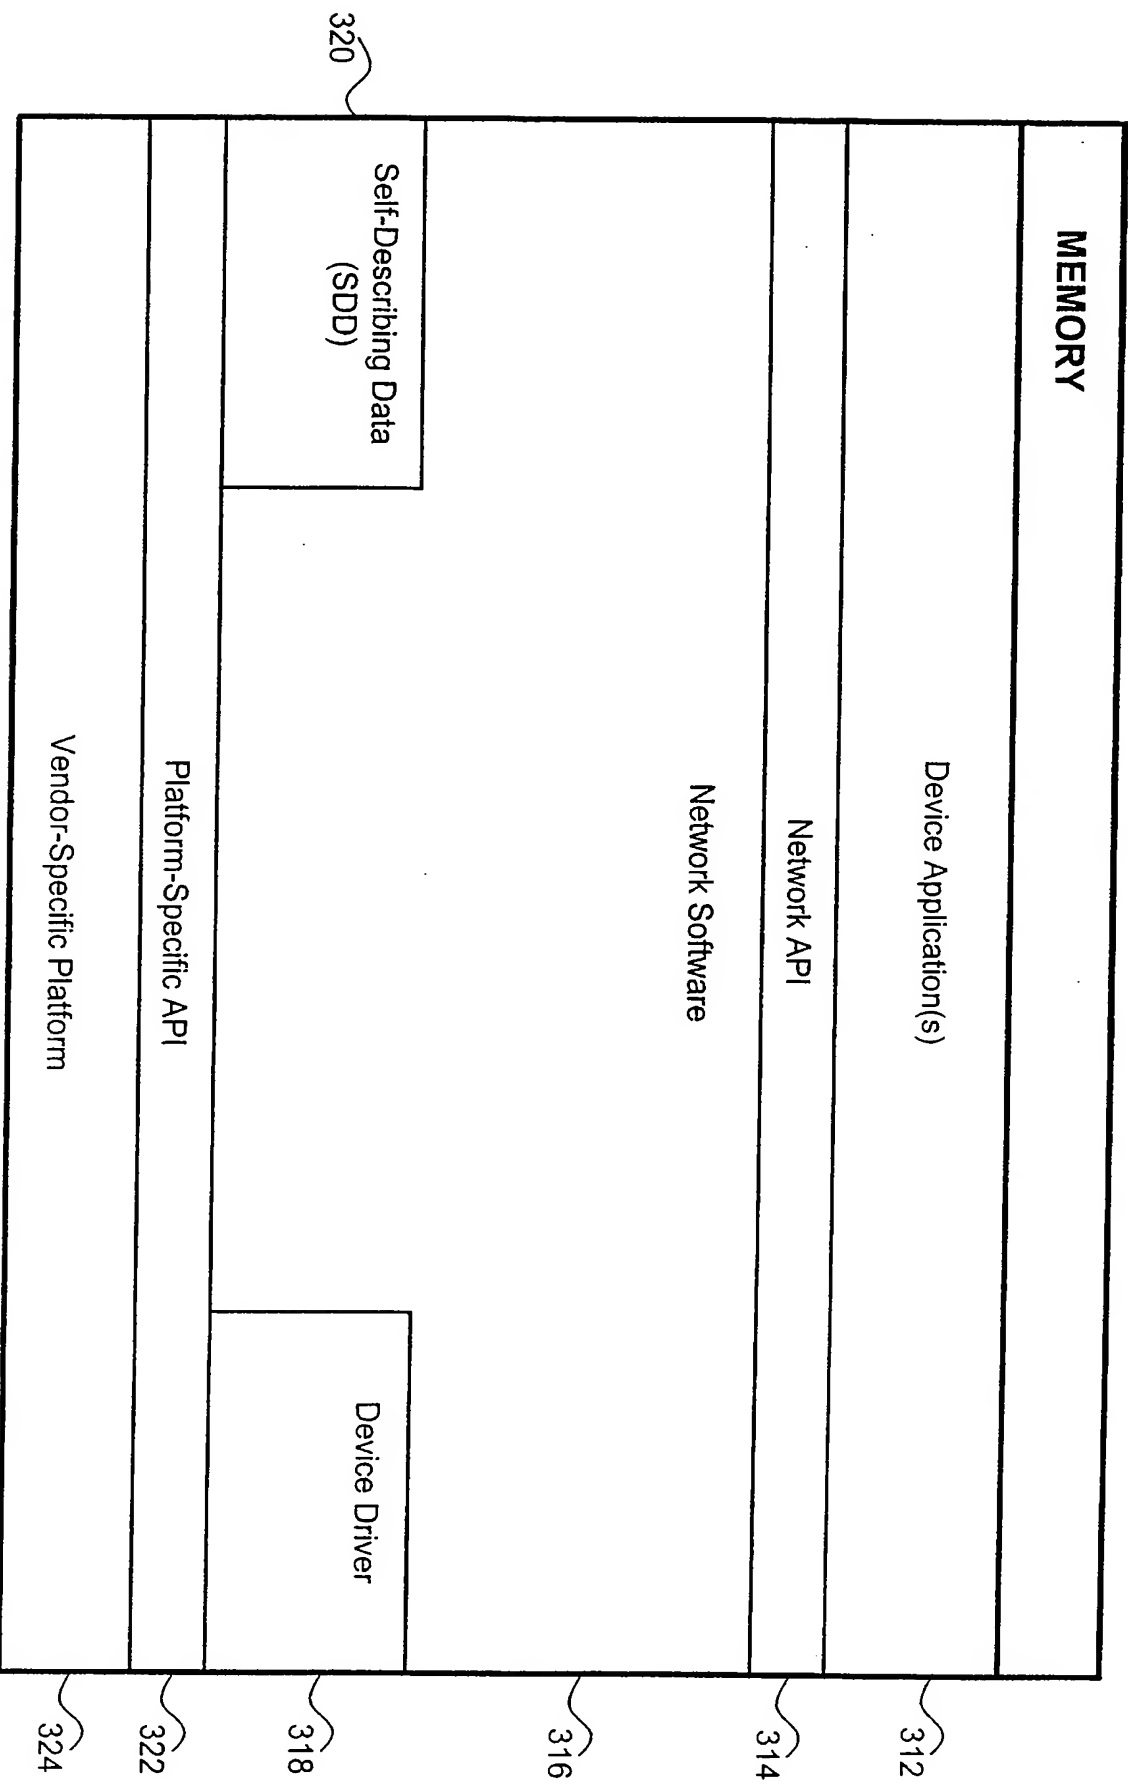 MEMORY
Device Application(s)
312
Network API
314
Network Software
316
320
Self-Describing Data
(SDD)
Device Driver
318
Platform-Specific API
322
Vendor-Specific Platform
324